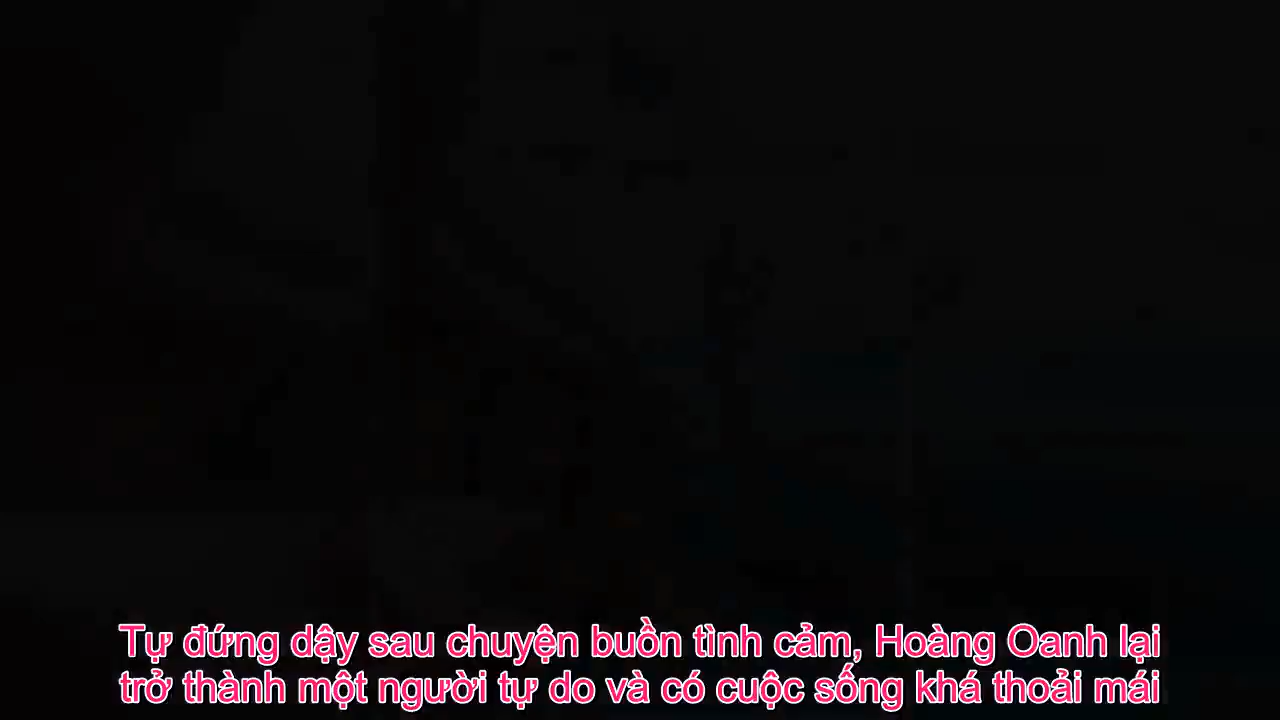 Tự đứng dậy sau chuyện buồn tình cảm, Hoàng Oanh lại
trở thành một người tự do và có cuộc sống khá thoải mái